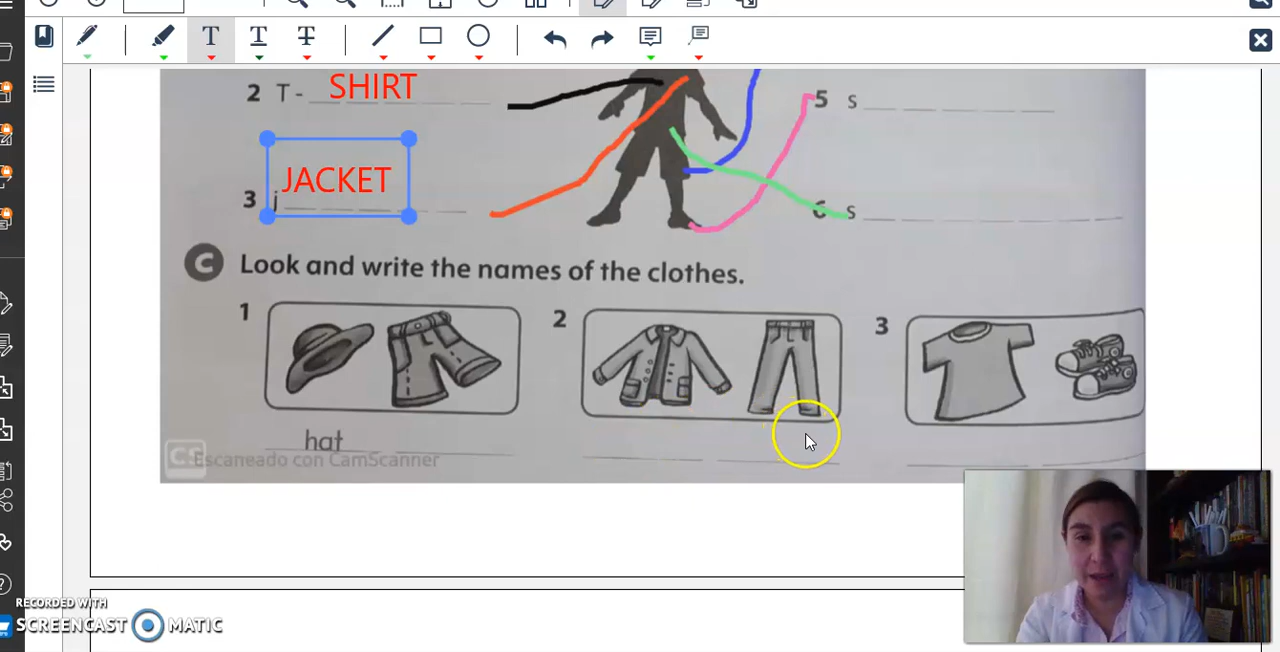 2 T - SHIRT
5 s
JACKET
3 j
6 s
C Look and write the names of the clothes.
1
2
3
hat
CS Escaneado con CamScanner
RECORDED WITH
SCREENCAST MATIC